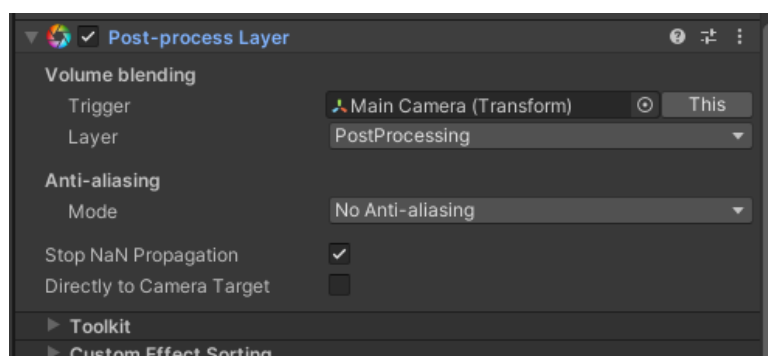 Post-process Layer
Volume blending
Trigger Main Camera (Transform) This
Layer PostProcessing
Anti-aliasing
Mode No Anti-aliasing
Stop NaN Propagation
Directly to Camera Target
Toolkit
Custom Effect Sorting